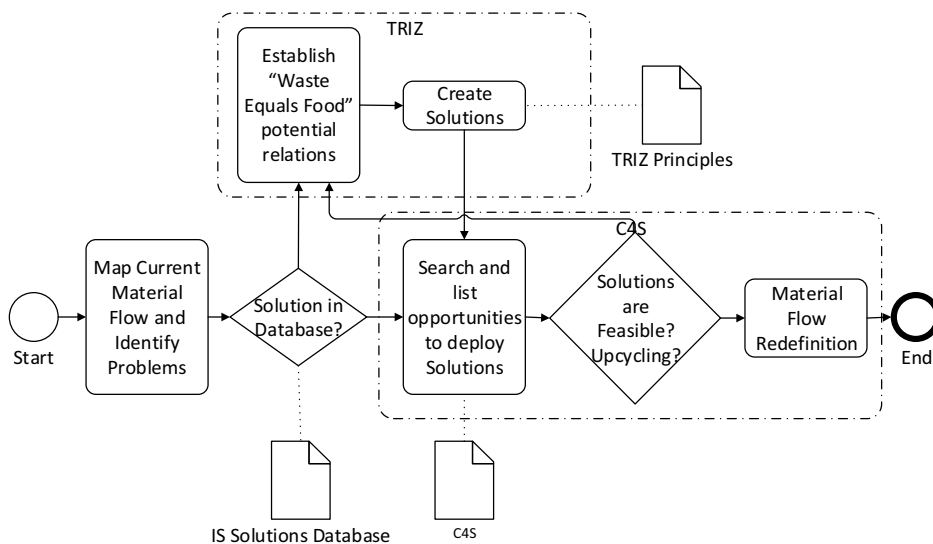 TRIZ
Establish
“Waste
Equals Food”
potential
relations
Create
Solutions
TRIZ Principles
C4S
Start
Map Current
Material
Flow and
Identify
Problems
Solution in
Database?
Search and
list
opportunities
to deploy
Solutions
Solutions
are
Feasible?
Upcycling?
Material
Flow
Redefinition
End
IS Solutions Database
C4S